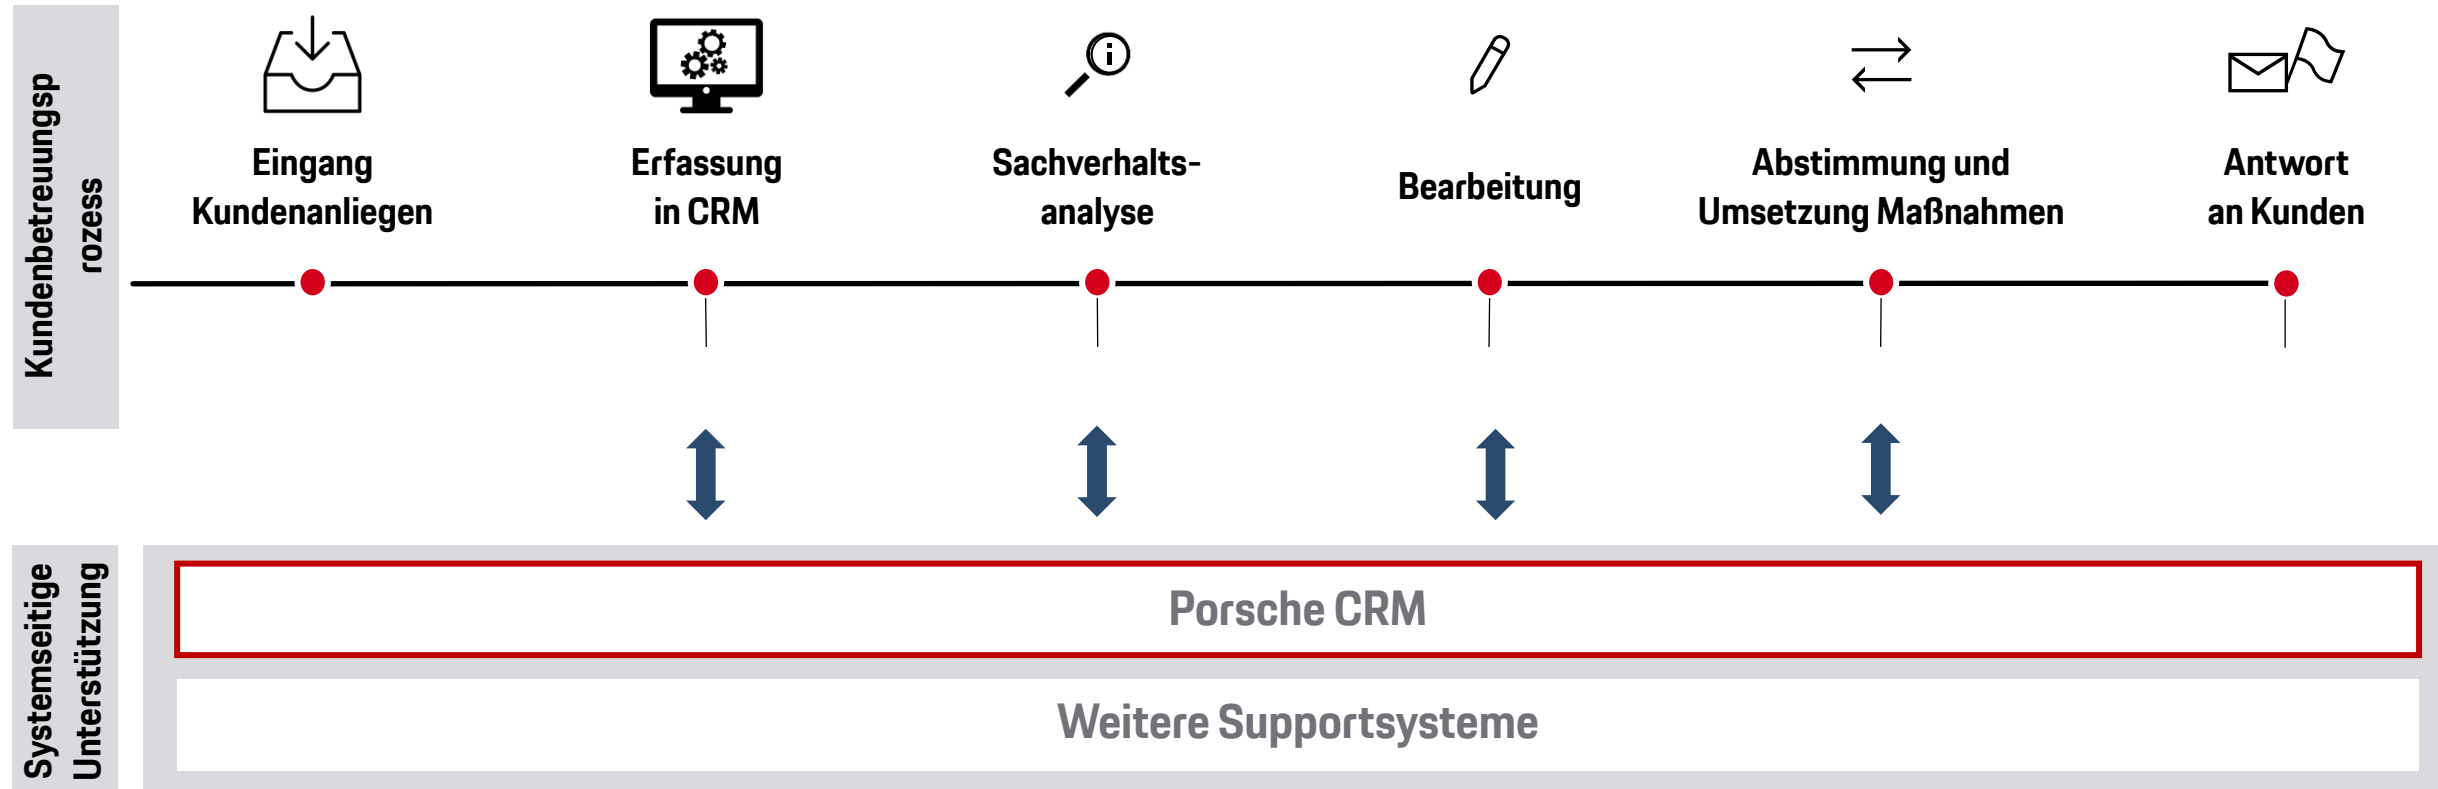 Kundenbetreuungsp
rozess
Eingang
Kundenanliegen
Erfassung
in CRM
Sachverhalts-
analyse
Bearbeitung
Abstimmung und
Umsetzung Maßnahmen
Antwort
an Kunden
Systemseitige
Unterstützung
Porsche CRM
Weitere Supportsysteme